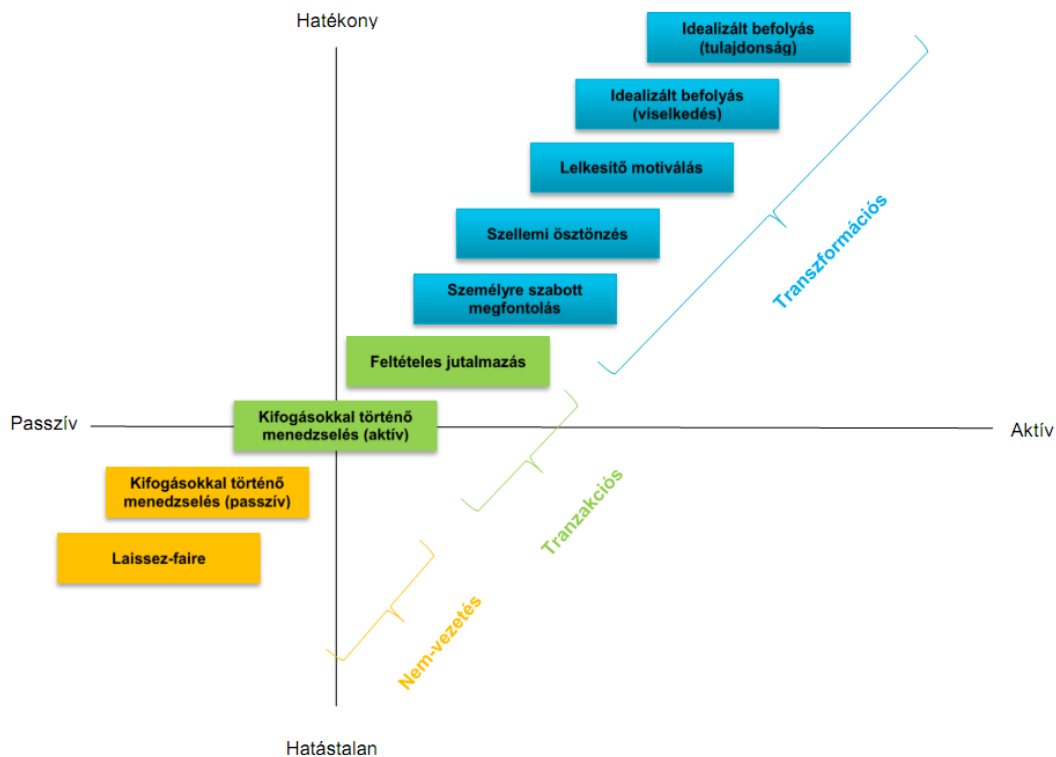 Hatékony
Idealizált befolyás
(tulajdonság)
Idealizált befolyás
(viselkedés)
Lelkesítő motiválás
Szellemi ösztönzés
Személyre szabott
megfontolás
Transzformációs
Feltételes jutalmazás
Passzív
Kifogásokkal történő
menedzselés (aktív)
Aktív
Tranzakciós
Kifogásokkal történő
menedzselés (passzív)
Laissez-faire
Nem-vezetés
Hatástalan